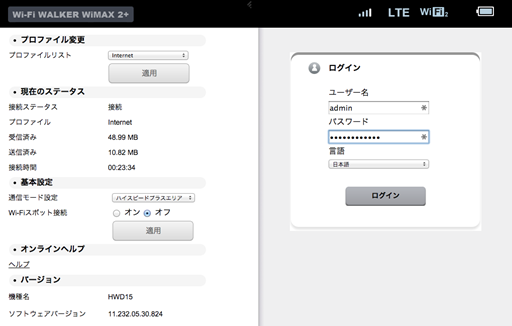 Wi-Fi WALKER WiMAX 2+
LTE WiFi2
プロファイル変更
プロファイルリスト Internet
適用
現在のステータス
接続ステータス 接続
プロファイル Internet
受信済み 48.99 MB
送信済み 10.82 MB
接続時間 00:23:34
基本設定
通信モード設定 ハイスピードプラスエリア
Wi-Fiスポット接続 オン オフ
適用
オンラインヘルプ
ヘルプ
バージョン
機種名 HWD15
ソフトウェアバージョン 11.232.05.30.824
ログイン
ユーザー名
admin
パスワード
••••••••••••
言語
日本語
ログイン